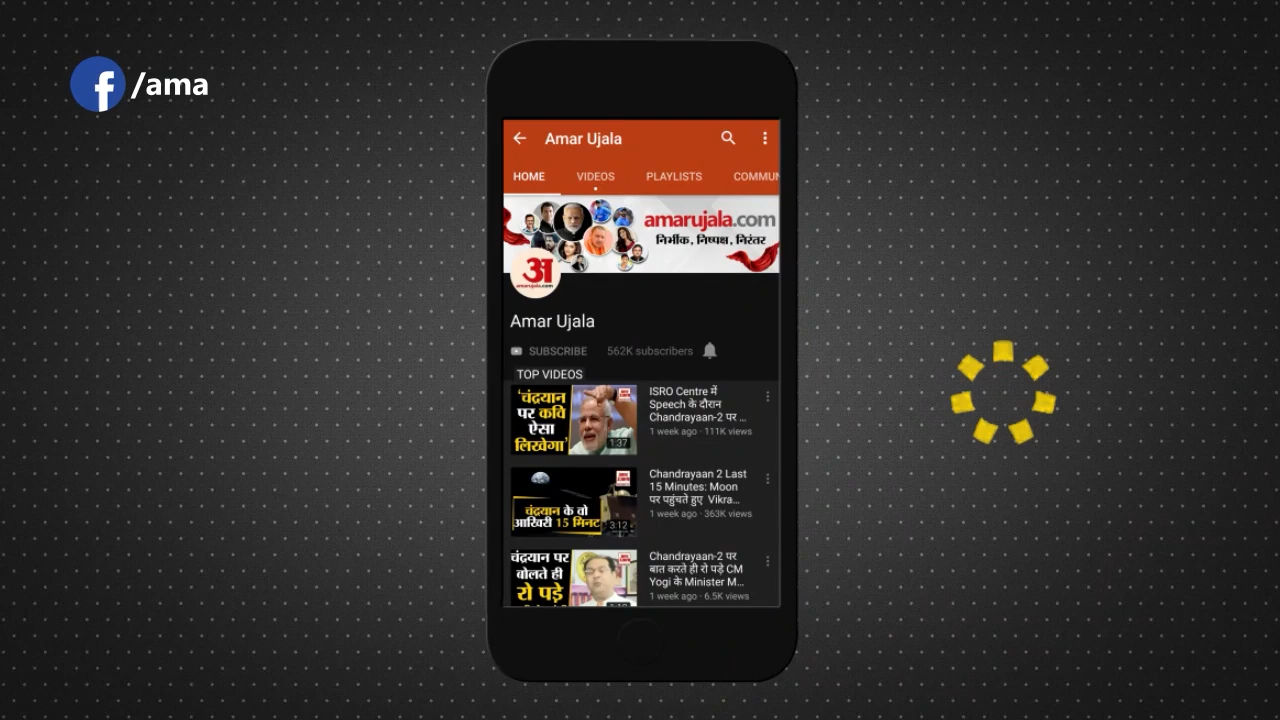 /ama
Amar Ujala
HOME VIDEOS PLAYLISTS COMMUN
amarujala.com
निर्भीक, निष्पक्ष, निरंतर
अ
amarujala.com
Amar Ujala
SUBSCRIBE 562K subscribers
TOP VIDEOS
'चंद्रयान
पर कवि
ऐसा
लिखेगा'
1:37
ISRO Centre में
Speech के दौरान
Chandrayaan-2 पर ...
1 week ago · 111K views
चंद्रयान के वो
आखिरी 15 मिनट
3:12
Chandrayaan 2 Last
15 Minutes: Moon
पर पहुंचते हुए Vikra...
1 week ago · 363K views
चंद्रयान पर
बोलते ही
रो पड़े
Chandrayaan-2 पर
बात करते ही रो पड़े CM
Yogi के Minister M...
1 week ago · 6.5K views